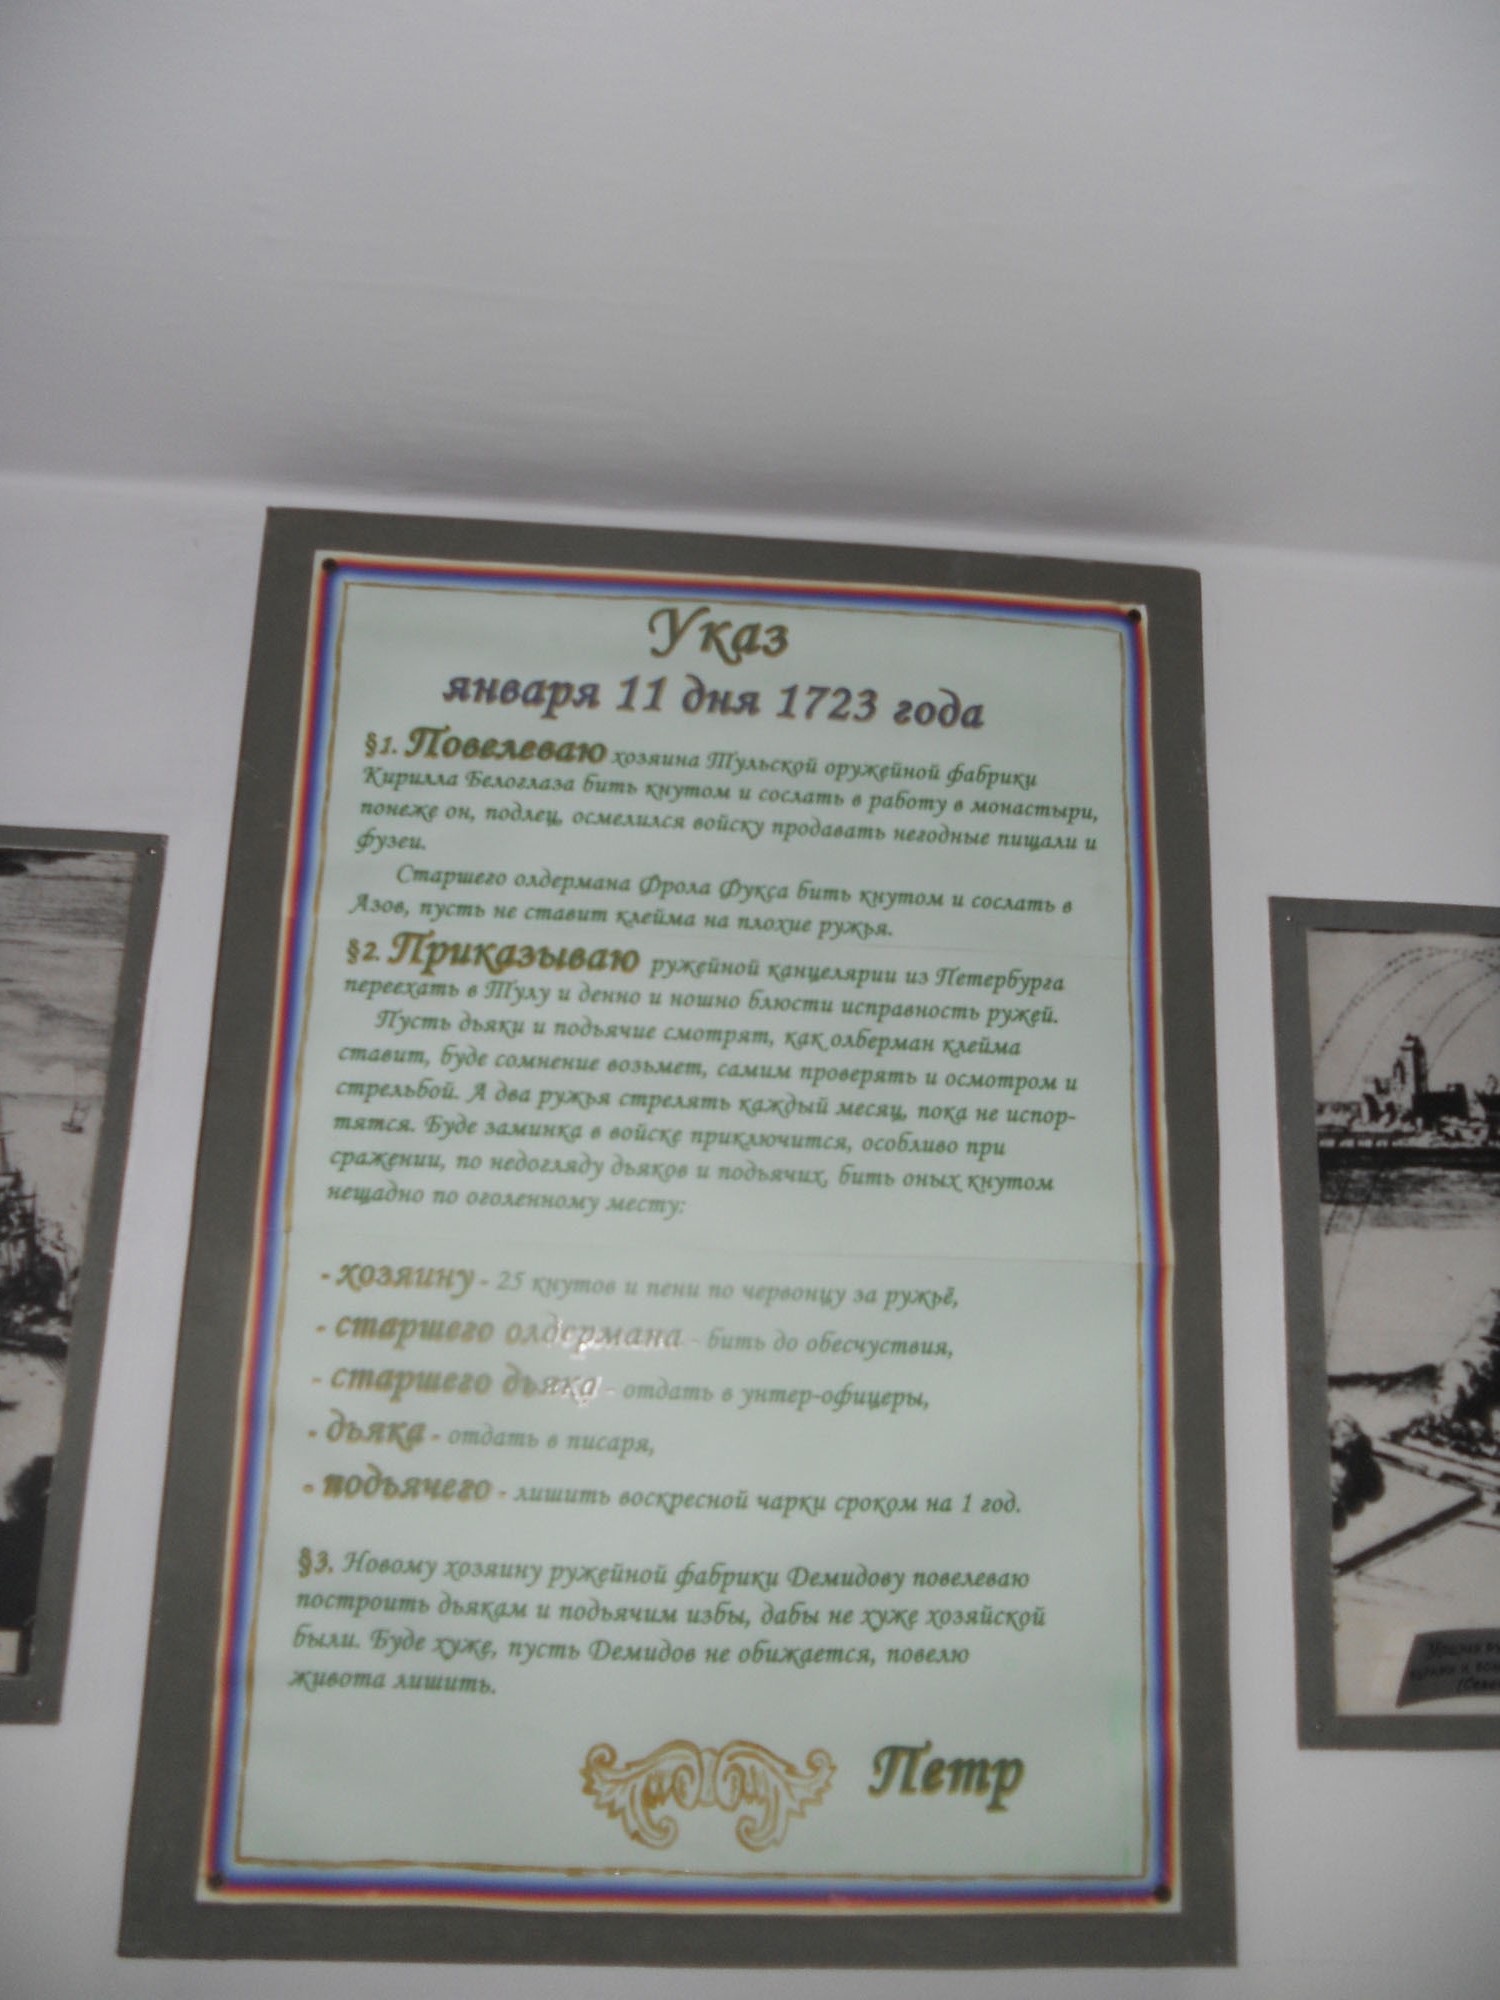 Указ
января 11 дня 1723 года
§1. Повелеваю хозяина Тульской оружейной фабрики
Кирилла Белоглаза бить кнутом и сослать в работу в монастыри,
понеже он, подлец, осмелился войску продавать негодные пищали и
фузеи.
Старшего олдермана Фрола Фукса бить кнутом и сослать в
Азов, пусть не ставит клейма на плохие ружья.
§2. Приказываю ружейной канцелярии из Петербурга
переехать в Тулу и денно и ношно блюсти исправность ружей.
Пусть дьяки и подьячие смотрят, как олберман клейма
ставит, буде сомнение возьмет, самим проверять и осмотром и
стрельбой. А два ружья стрелять каждый месяц, пока не испор-
тятся. Буде заминка в войске приключится, особливо при
сражении, по недогляду дьяков и подьячих, бить оных кнутом
нещадно по оголенному месту:
- хозяину - 25 кнутов и пени по червонцу за ружьё,
- старшего олдермана - бить до обесчуствия,
- старшего дьяка - отдать в унтер-офицеры,
- дьяка - отдать в писаря,
- подьячего - лишить воскресной чарки сроком на 1 год.
§3. Новому хозяину ружейной фабрики Демидову повелеваю
построить дьякам и подьячим избы, дабы не хуже хозяйской
были. Буде хуже, пусть Демидов не обижается, повелю
живота лишить.
Петр